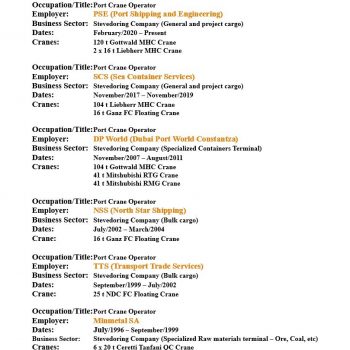 Occupation/Title:Port Crane Operator
Employer: PSE (Port Shipping and Engineering)
Business Sector: Stevedoring Company (General and project cargo)
Dates: February/2020 – Present
Cranes: 120 t Gottwald MHC Crane
2 x 16 t Liebherr MHC Crane
Occupation/Title:Port Crane Operator
Employer: SCS (Sea Container Services)
Business Sector: Stevedoring Company (General and project cargo)
Dates: November/2017 – November/2019
Cranes: 104 t Liebherr MHC Crane
16 t Ganz FC Floating Crane
Occupation/Title:Port Crane Operator
Employer: DP World (Dubai Port World Constantza)
Business Sector: Stevedoring Company (Specialized Containers Terminal)
Dates: November/2007 – August/2011
Cranes: 104 t Gottwald MHC Crane
41 t Mitshubishi RTG Crane
41 t Mitshubishi RMG Crane
Occupation/Title:Port Crane Operator
Employer: NSS (North Star Shipping)
Business Sector: Stevedoring Company (Bulk cargo)
Dates: July/2002 – March/2004
Crane: 16 t Ganz FC Floating Crane
Occupation/Title:Port Crane Operator
Employer: TTS (Transport Trade Services)
Business Sector: Stevedoring Company (Bulk cargo)
Dates: September/1999 – July/2002
Crane: 25 t NDC FC Floating Crane
Occupation/Title:Port Crane Operator
Employer: Minmetal SA
Dates: July/1996 – September/1999
Business Sector: Stevedoring Company (Specialized Raw materials terminal – Ore, Coal, etc)
Cranes: 6 x 20 t Ceretti Tanfani QC Crane